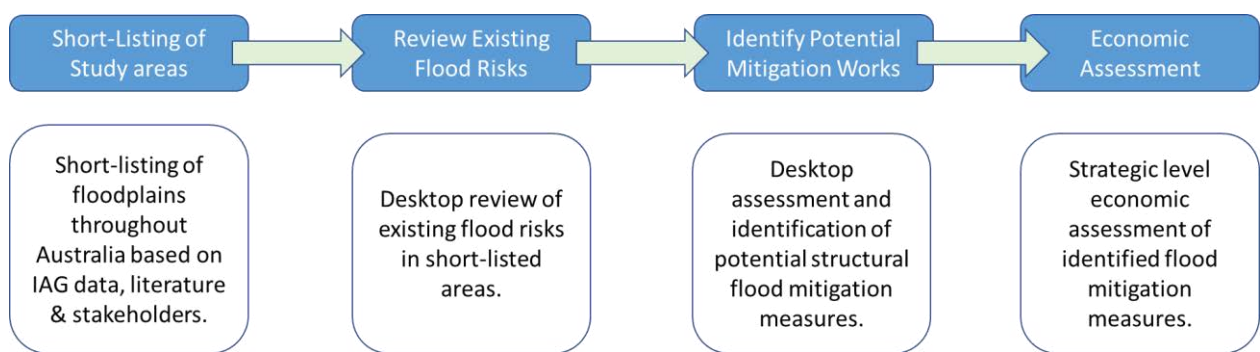 Short-Listing of
Study areas
Review Existing
Flood Risks
Identify Potential
Mitigation Works
Economic
Assessment
Short-listing of
floodplains
throughout
Australia based on
IAG data, literature
& stakeholders.
Desktop review of
existing flood risks
in short-listed
areas.
Desktop
assessment and
identification of
potential structural
flood mitigation
measures.
Strategic level
economic
assessment of
identified flood
mitigation
measures.